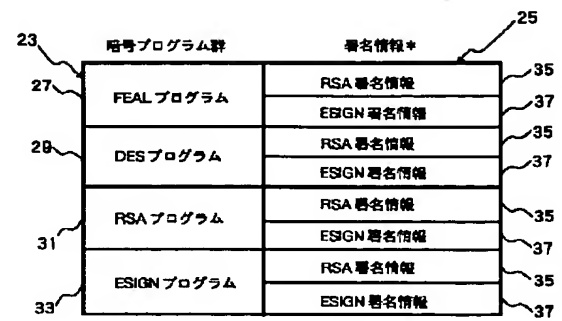 25
23 暗号プログラム群 署名情報*
27 FEALプログラム RSA署名情報 35
ESIGN署名情報 37
29 DESプログラム RSA署名情報 35
ESIGN署名情報 37
31 RSAプログラム RSA署名情報 35
ESIGN署名情報 37
33 ESIGNプログラム RSA署名情報 35
ESIGN署名情報 37